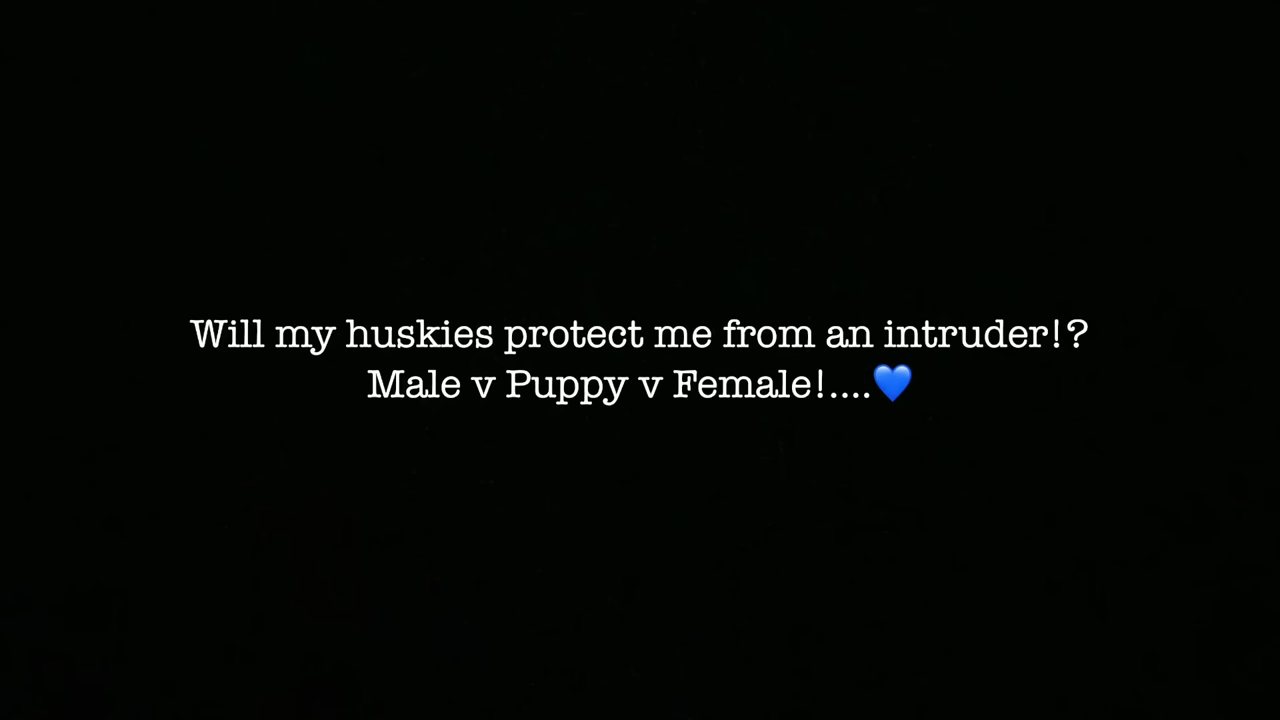 Will my huskies protect me from an intruder!?
Male v Puppy v Female!....💙